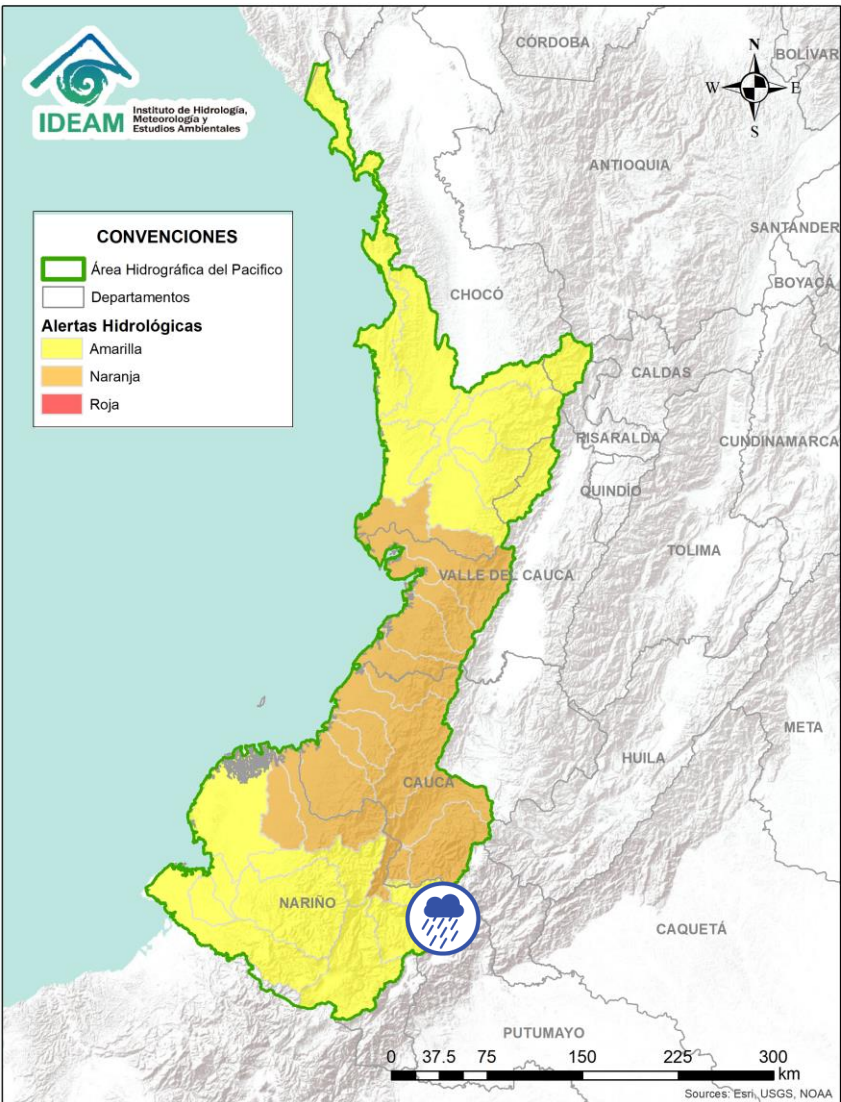 IDEAM
Instituto de Hidrología,
Meteorología y
Estudios Ambientales
N
W
E
S
CONVENCIONES
Área Hidrográfica del Pacifico
Departamentos
Alertas Hidrológicas
Amarilla
Naranja
Roja
CÓRDOBA
BOLÍVAR
ANTIOQUIA
SANTANDER
BOYACÁ
CHOCÓ
CALDAS
RISARALDA
CUNDINAMARCA
QUINDÍO
TOLIMA
VALLE DEL CAUCA
META
HUILA
CAUCA
NARIÑO
CAQUETÁ
PUTUMAYO
0 37.5 75 150 225 300
km
Sources: Esri, USGS, NOAA